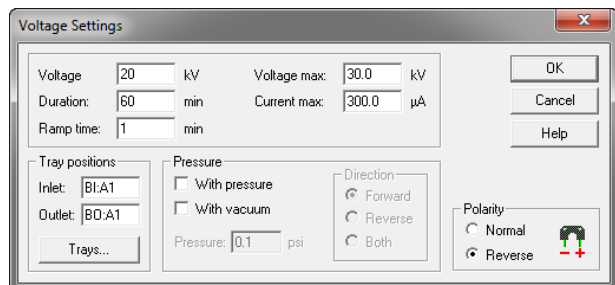 Voltage Settings
Voltage 20 kV Voltage max: 30.0 kV
Duration: 60 min Current max: 300.0 µA
Ramp time: 1 min
OK
Cancel
Help
Tray positions
Inlet: BI:A1
Outlet: BO:A1
Trays...
Pressure
With pressure
With vacuum
Pressure: 0.1 psi
Direction
Forward
Reverse
Both
Polarity
Normal
Reverse